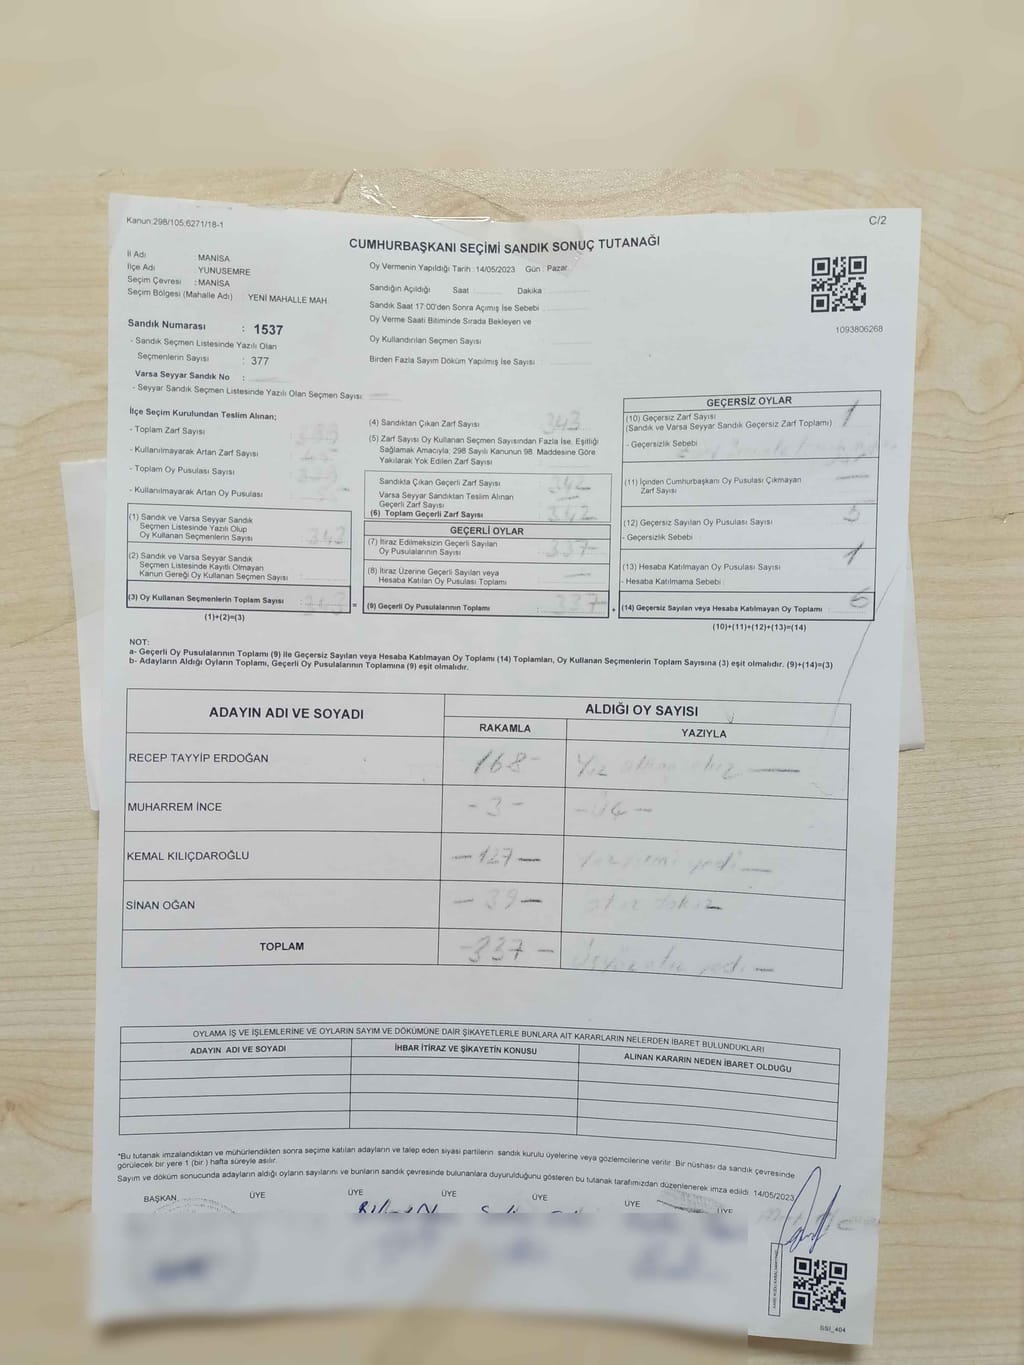 Kanun:298/105;6271/18-1
C/2
CUMHURBAŞKANI SEÇİMİ SANDIK SONUÇ TUTANAĞI
İl Adı MANİSA
İlçe Adı YUNUSEMRE
Seçim Çevresi : MANİSA
Seçim Bölgesi (Mahalle Adı) YENİ MAHALLE MAH
Sandık Numarası : 1537
- Sandık Seçmen Listesinde Yazılı Olan
Seçmenlerin Sayısı : 377
Varsa Seyyar Sandık No :
- Seyyar Sandık Seçmen Listesinde Yazılı Olan Seçmen Sayısı:
Oy Vermenin Yapıldığı Tarih : 14/05/2023 Gün : Pazar
Sandığın Açıldığı Saat Dakika
Sandık Saat 17:00'den Sonra Açımış İse Sebebi
Oy Verme Saati Bitiminde Sırada Bekleyen ve
Oy Kullandırılan Seçmen Sayısı
Birden Fazla Sayım Döküm Yapılmış İse Sayısı
1093806268
İlçe Seçim Kurulundan Teslim Alınan;
- Toplam Zarf Sayısı
- Kullanılmayarak Artan Zarf Sayısı
- Toplam Oy Pusulası Sayısı
- Kullanılmayarak Artan Oy Pusulası
(1) Sandık ve Varsa Seyyar Sandık
Seçmen Listesinde Yazılı Olup
Oy Kullanan Seçmenlerin Sayısı : 343
(2) Sandık ve Varsa Seyyar Sandık
Seçmen Listesinde Kayıtlı Olmayan
Kanun Gereği Oy Kullanan Seçmen Sayısı
(3) Oy Kullanan Seçmenlerin Toplam Sayısı 343
(1)+(2)=(3)
(4) Sandıktan Çıkan Zarf Sayısı 343
(5) Zarf Sayısı Oy Kullanan Seçmen Sayısından Fazla İse, Eşitliği
Sağlamak Amacıyla; 298 Sayılı Kanunun 98. Maddesine Göre
Yakılarak Yok Edilen Zarf Sayısı
Sandıkta Çıkan Geçerli Zarf Sayısı 342
Varsa Seyyar Sandıktan Teslim Alınan
Geçerli Zarf Sayısı
(6) Toplam Geçerli Zarf Sayısı 342
GEÇERLİ OYLAR
(7) İtiraz Edilmeksizin Geçerli Sayılan
Oy Pusulalarının Sayısı 337-
(8) İtiraz Üzerine Geçerli Sayılan veya
Hesaba Katılan Oy Pusulası Toplamı —
(9) Geçerli Oy Pusulalarının Toplamı : 337-
GEÇERSİZ OYLAR
(10) Geçersiz Zarf Sayısı 1
(Sandık ve Varsa Seyyar Sandık Geçersiz Zarf Toplamı)
- Geçersizlik Sebebi
(11) İçinden Cumhurbaşkanı Oy Pusulası Çıkmayan
Zarf Sayısı —
(12) Geçersiz Sayılan Oy Pusulası Sayısı
- Geçersizlik Sebebi
(13) Hesaba Katılmayan Oy Pusulası Sayısı 1
- Hesaba Katılmama Sebebi
(14) Geçersiz Sayılan veya Hesaba Katılmayan Oy Toplamı 6
(10)+(11)+(12)+(13)=(14)
NOT:
a- Geçerli Oy Pusulalarının Toplamı (9) ile Geçersiz Sayılan veya Hesaba Katılmayan Oy Toplamı (14) Toplamları, Oy Kullanan Seçmenlerin Toplam Sayısına (3) eşit olmalıdır. (9)+(14)=(3)
b- Adayların Aldığı Oyların Toplamı, Geçerli Oy Pusulalarının Toplamına (9) eşit olmalıdır.
ADAYIN ADI VE SOYADI ALDIĞI OY SAYISI
RAKAMLA YAZIYLA
RECEP TAYYİP ERDOĞAN 168- Yüz altmış sekiz —
MUHARREM İNCE - 3 - - Üç —
KEMAL KILIÇDAROĞLU —127— Yüz yirmi yedi —
SİNAN OĞAN — 39 — otuz dokuz —
TOPLAM -337 — Üçyüzotuz yedi —
OYLAMA İŞ VE İŞLEMLERİNE VE OYLARIN SAYIM VE DÖKÜMÜNE DAİR ŞİKAYETLERLE BUNLARA AİT KARARLARIN NELERDEN İBARET BULUNDUKLARI
ADAYIN ADI VE SOYADI İHBAR İTİRAZ VE ŞİKAYETİN KONUSU ALINAN KARARIN NEDEN İBARET OLDUĞU
*Bu tutanak imzalandıktan ve mühürlendikten sonra seçime katılan adayların ve talep eden siyasi partilerin sandık kurulu üyelerine veya gözlemcilerine verilir. Bir nüshası da sandık çevresinde
görülecek bir yere 1 (bir) hafta süreyle asılır.
Sayım ve döküm sonucunda adayların aldığı oyların sayılarını ve bunların sandık çevresinde bulunanlara duyurulduğunu gösteren bu tutanak tarafımızdan düzenlenerek imza edildi. 14/05/2023
BAŞKAN ÜYE ÜYE ÜYE ÜYE ÜYE ÜYE
SSİ_404